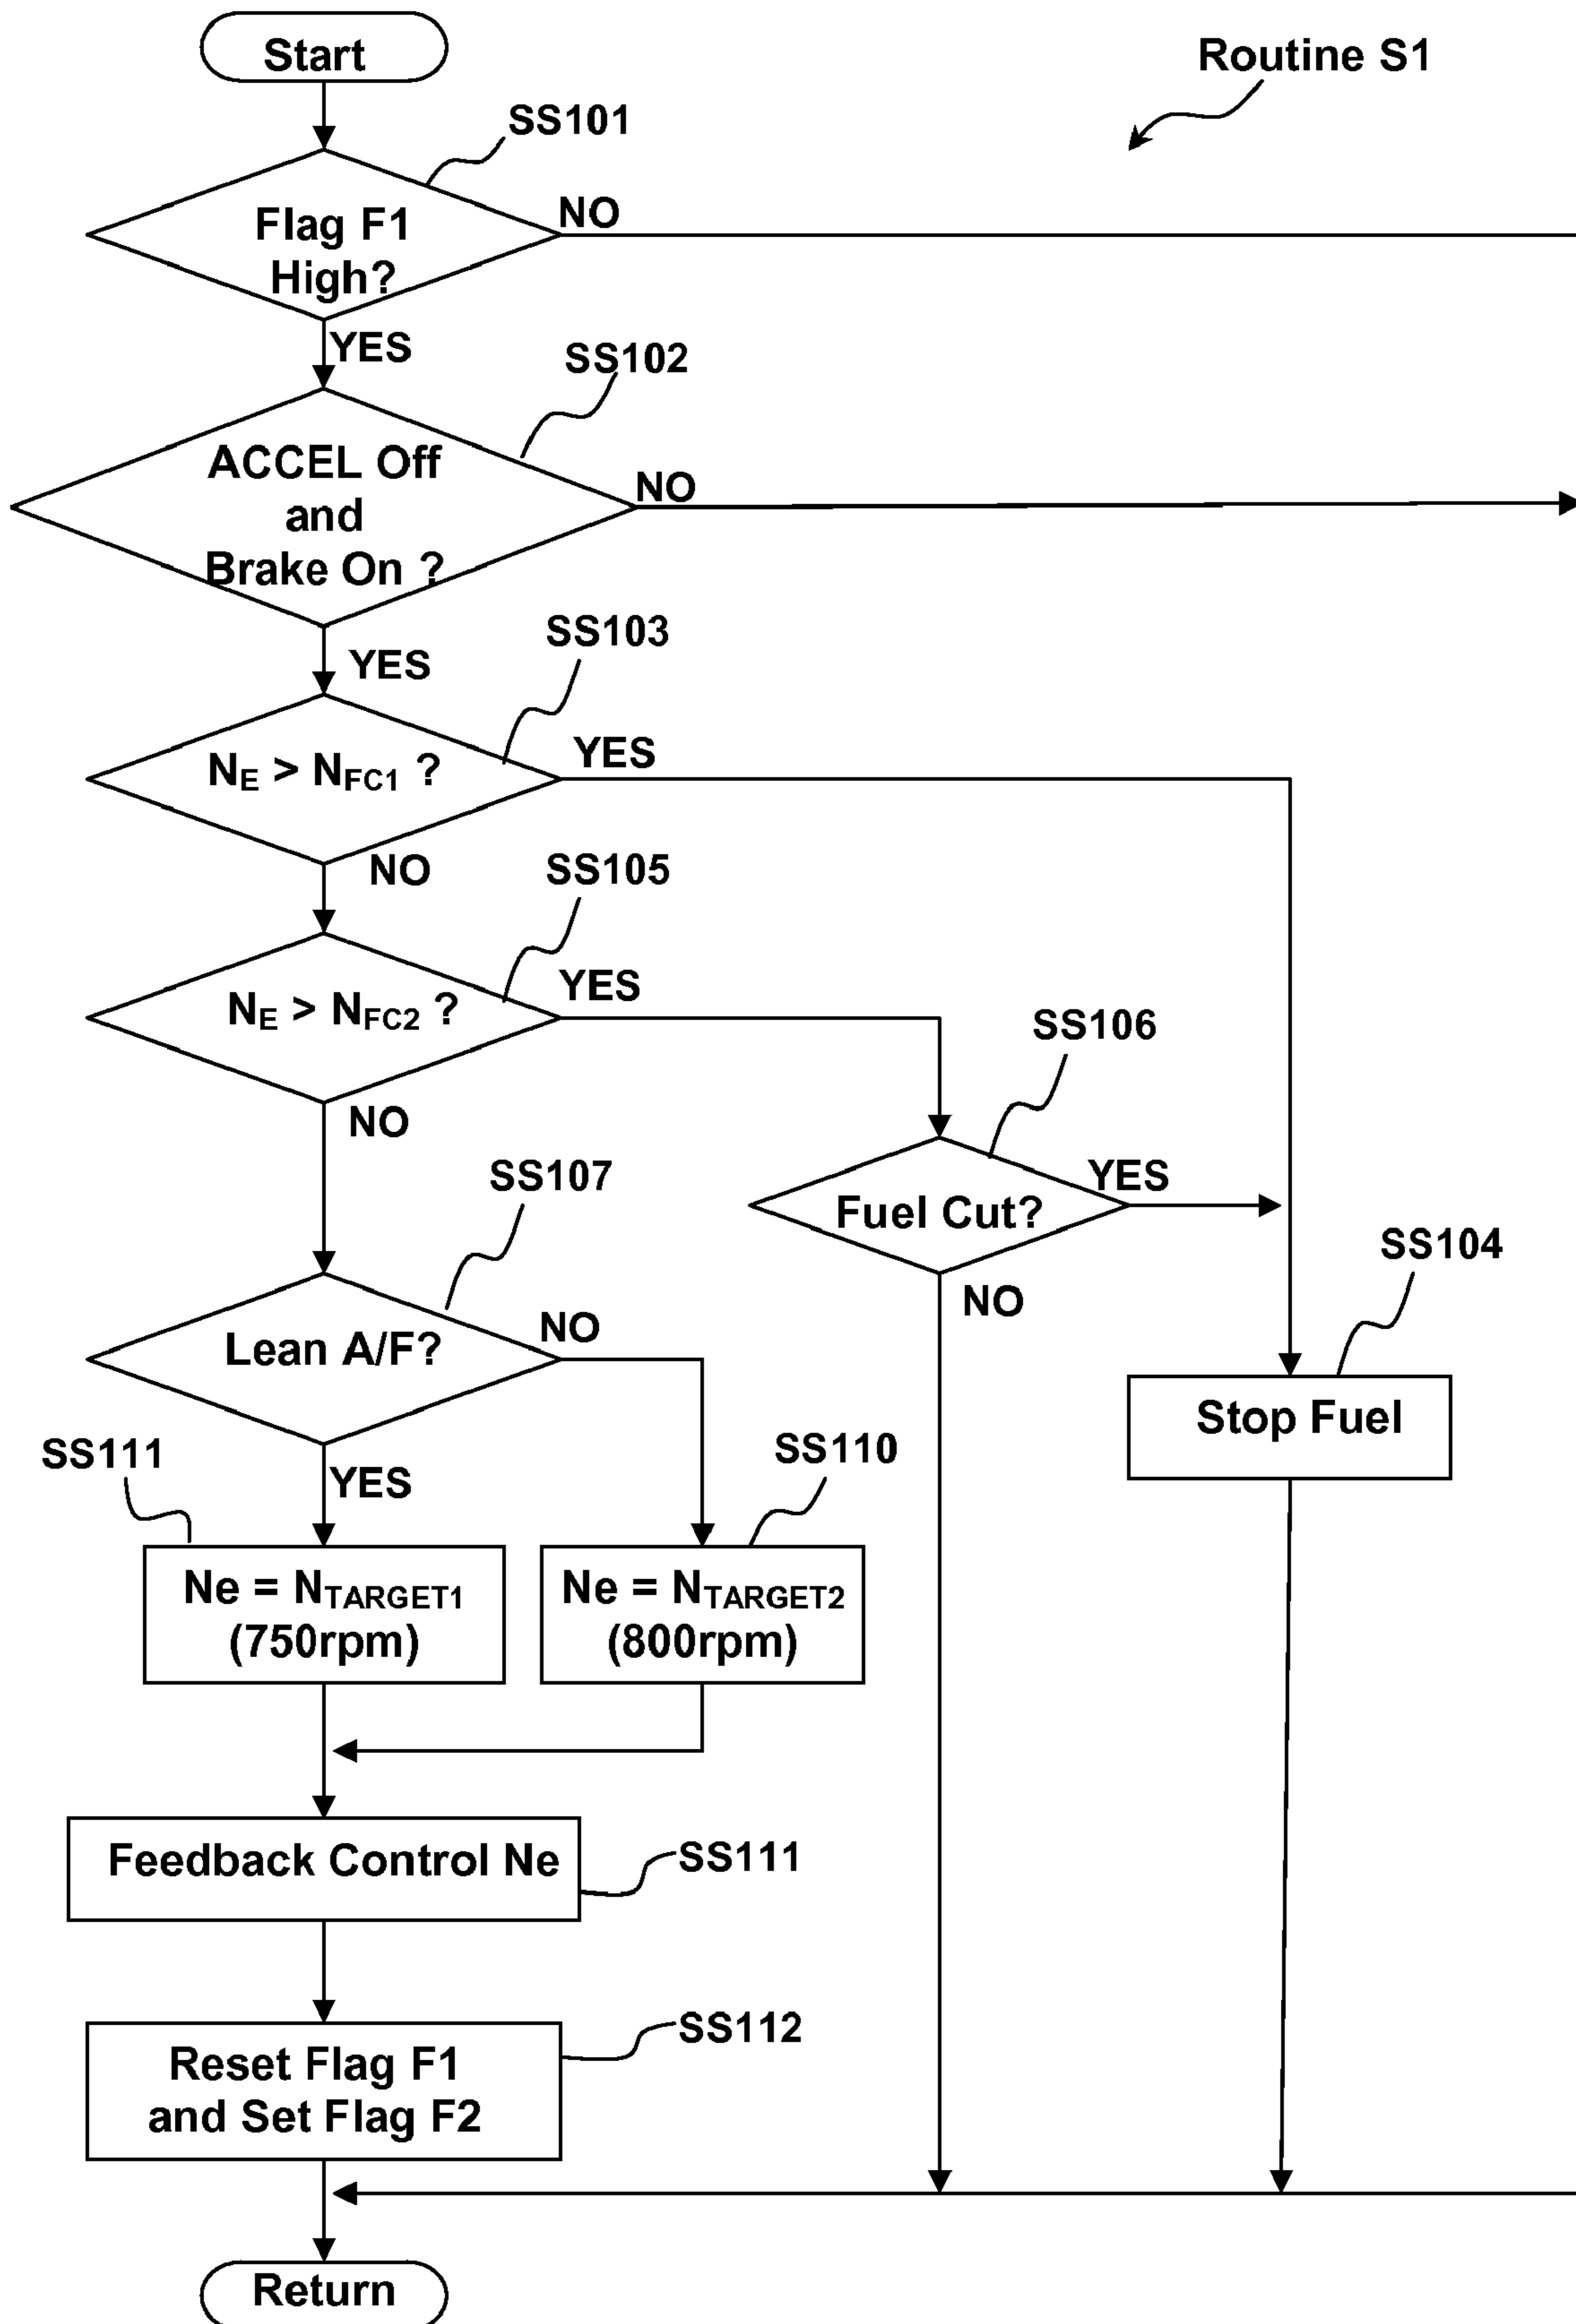 Start
Routine S1
SS101
Flag F1
High?
NO
YES
SS102
ACCEL Off
and
Brake On ?
NO
YES
SS103
NE > NFC1 ?
YES
NO
SS105
NE > NFC2 ?
YES
NO
SS106
Fuel Cut?
YES
NO
SS104
Stop Fuel
SS107
Lean A/F?
NO
YES
SS111
Ne = NTARGET1
(750rpm)
SS110
Ne = NTARGET2
(800rpm)
Feedback Control Ne
SS111
Reset Flag F1
and Set Flag F2
SS112
Return